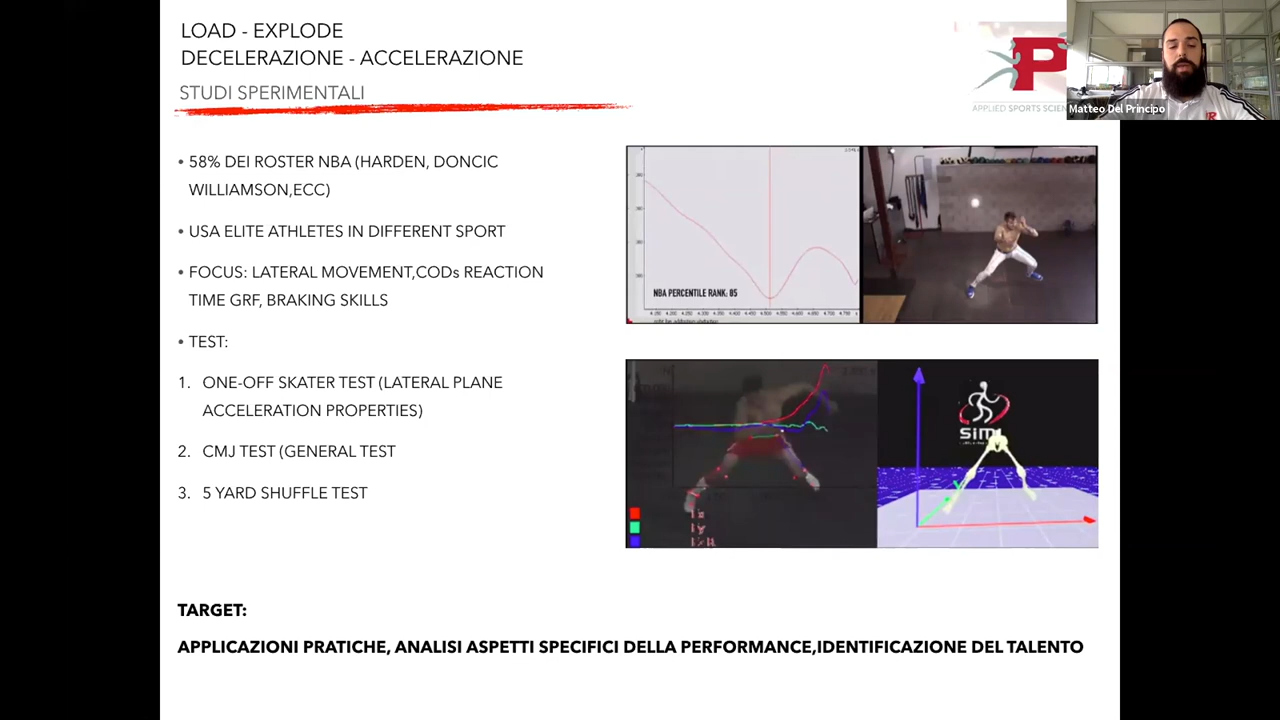 LOAD - EXPLODE
DECELERAZIONE - ACCELERAZIONE
STUDI SPERIMENTALI
P
APPLIED SPORTS SCIEN
Matteo Del Principo
• 58% DEI ROSTER NBA (HARDEN, DONCIC
WILLIAMSON,ECC)
• USA ELITE ATHLETES IN DIFFERENT SPORT
• FOCUS: LATERAL MOVEMENT,CODs REACTION
TIME GRF, BRAKING SKILLS
• TEST:
1. ONE-OFF SKATER TEST (LATERAL PLANE
ACCELERATION PROPERTIES)
2. CMJ TEST (GENERAL TEST
3. 5 YARD SHUFFLE TEST
NBA PERCENTILE RANK: 85
SIMI
TARGET:
APPLICAZIONI PRATICHE, ANALISI ASPETTI SPECIFICI DELLA PERFORMANCE,IDENTIFICAZIONE DEL TALENTO